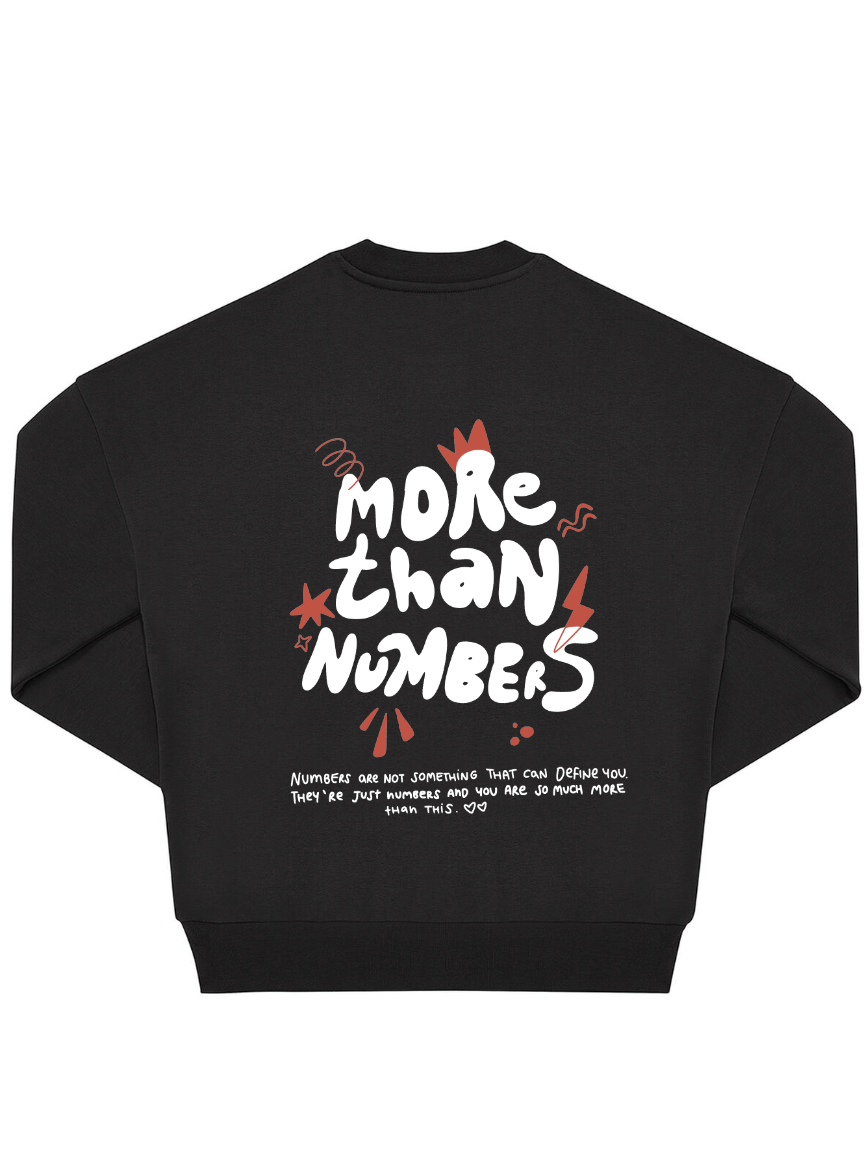 MORe
thaN
NuMBERS
NUMBERS ARE NOT SOMETHING THAT CAN DEFINE YOU.
THEY'RE JUST NUMBERS AND YOU ARE SO MUCH MORE
than THIS. ♡♡